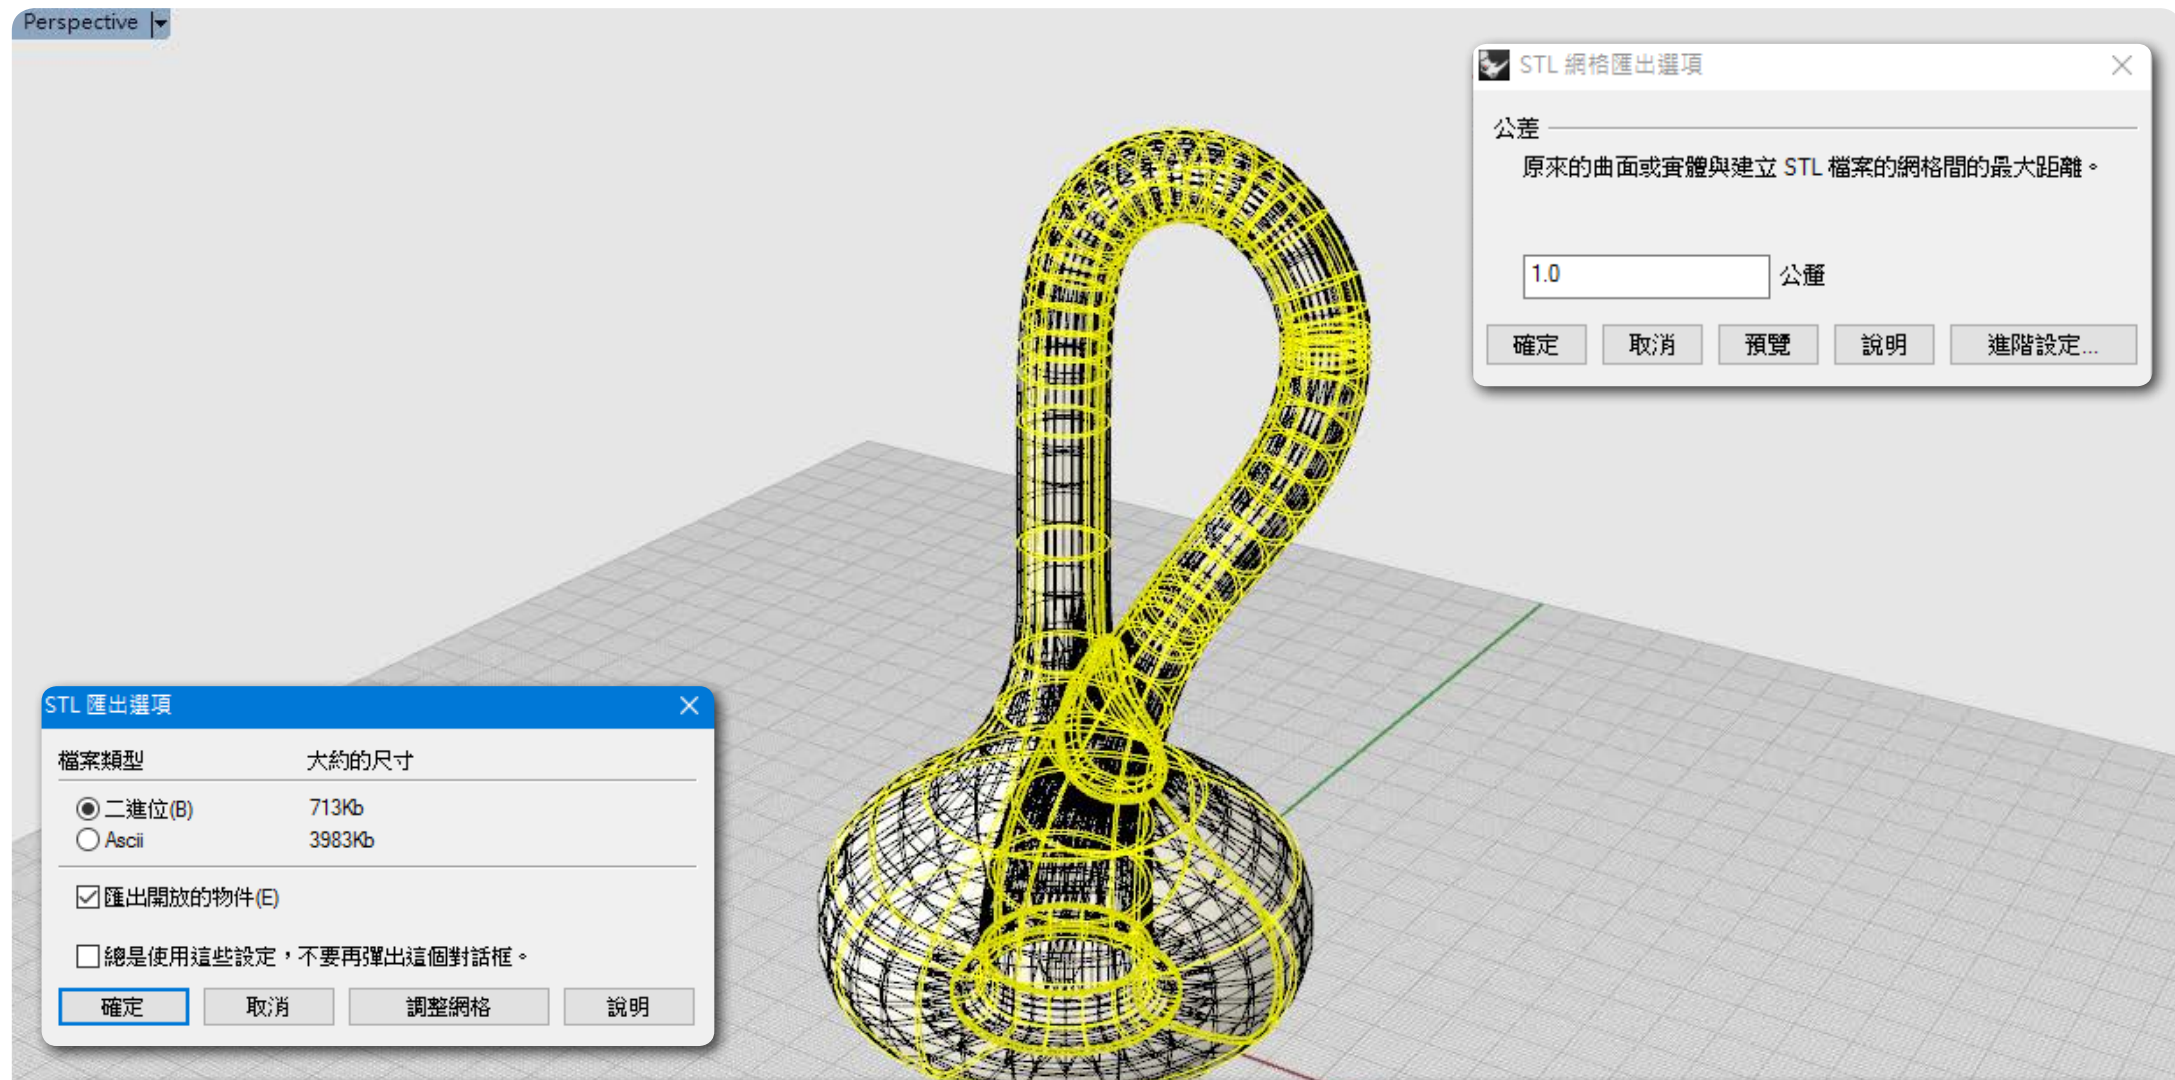 Perspective
STL 網格匯出選項
公差
原來的曲面或實體與建立 STL 檔案的網格間的最大距離。
1.0 公釐
確定 取消 預覽 說明 進階設定...
STL 匯出選項
檔案類型 大約的尺寸
二進位(B) 713Kb
Ascii 3983Kb
匯出開放的物件(E)
總是使用這些設定，不要再彈出這個對話框。
確定 取消 調整網格 說明